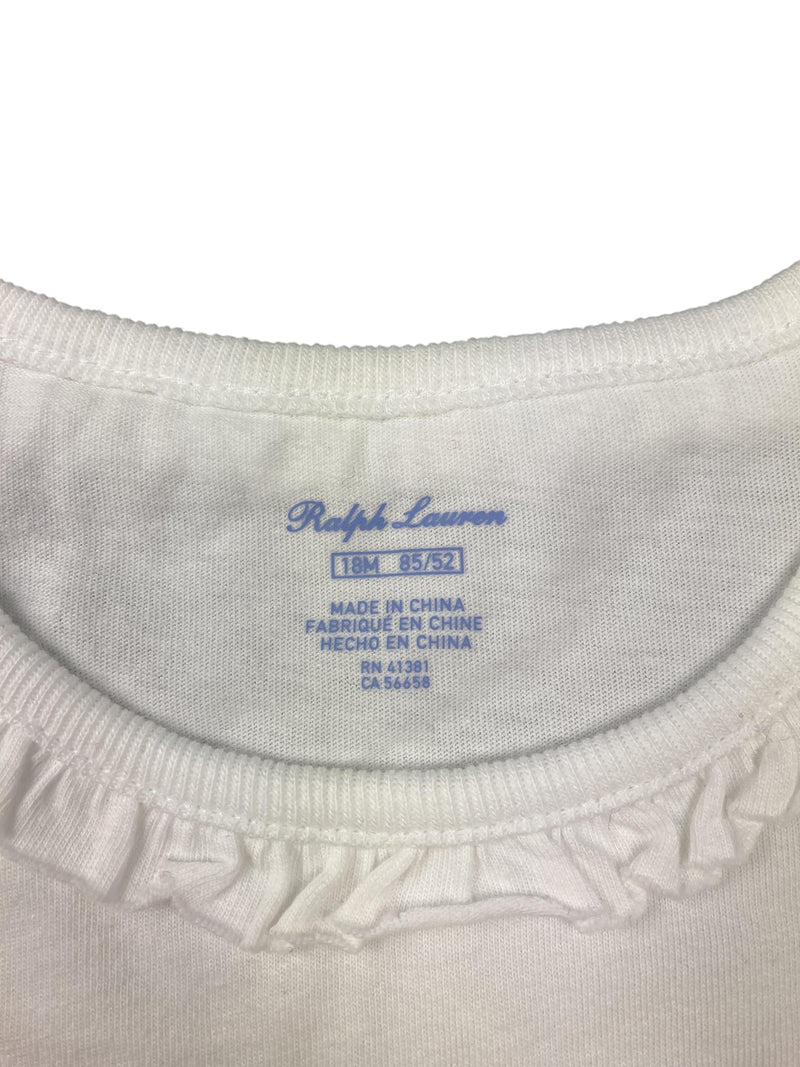 Ralph Lauren
18M 85/52
MADE IN CHINA
FABRIQUÉ EN CHINE
HECHO EN CHINA
RN 41381
CA 56658